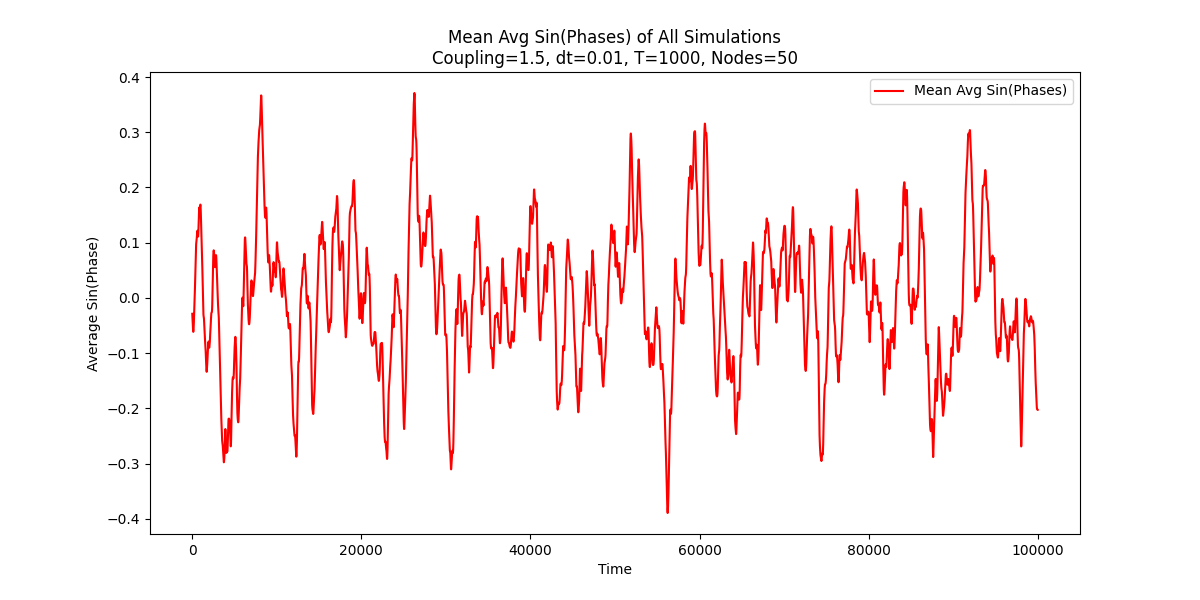 Mean Avg Sin(Phases) of All Simulations
Coupling=1.5, dt=0.01, T=1000, Nodes=50
Mean Avg Sin(Phases)
Average Sin(Phase)
0.4
0.3
0.2
0.1
0.0
−0.1
−0.2
−0.3
−0.4
0 20000 40000 60000 80000 100000
Time